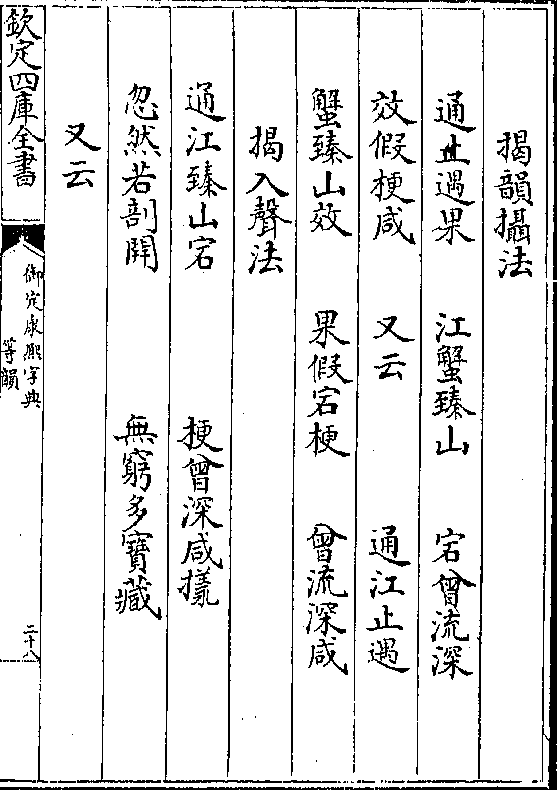 揭韻攝法
通止遇果 江蟹臻山 宕曾流深
效假梗咸 又云 通江止遇
蟹臻山效 果假宕梗 曾流深咸
揭入聲法
通江臻山宕 梗曾深咸㨾
忽然若剖開 無窮多寶藏
又云
欽定四庫全書
御定康熙字典
等韻
二十八